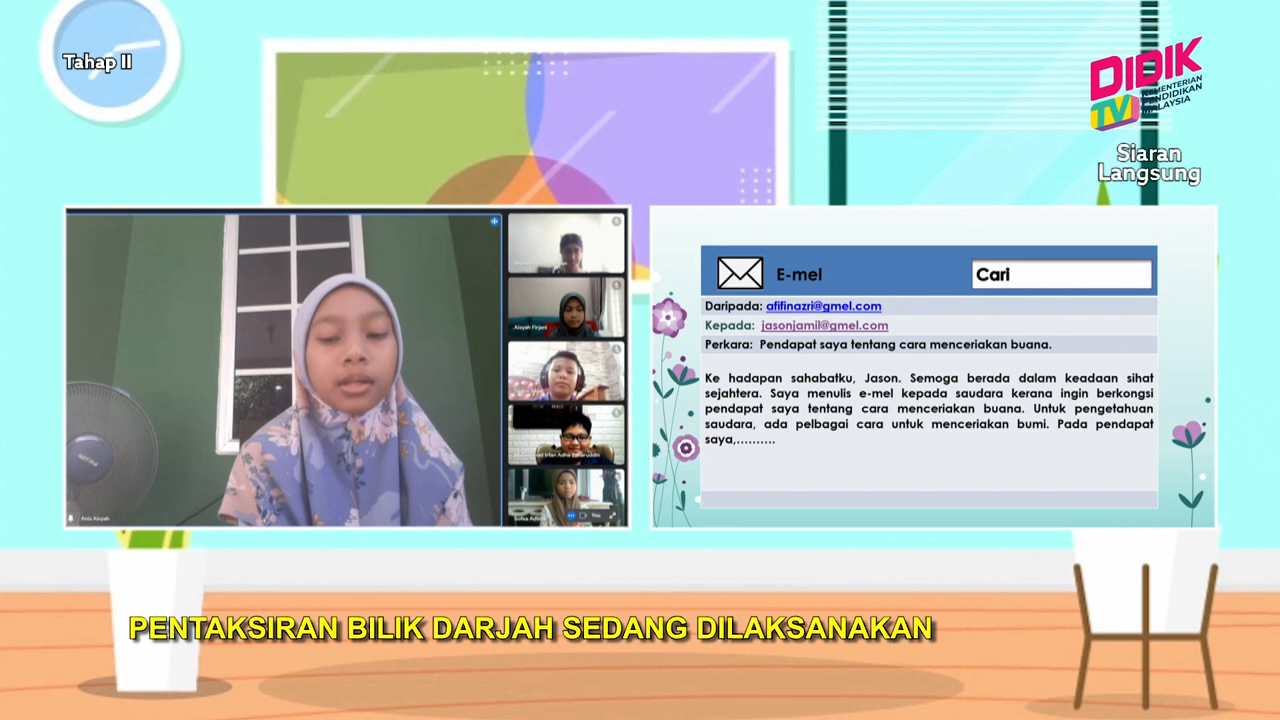 Tahap II
DIDIK
TV
KEMENTERIAN
PENDIDIKAN
MALAYSIA
Siaran
Langsung
Aisyah Firjani
Anis Aisyah
You
E-mel
Cari
Daripada: afifinazri@gmel.com
Kepada: jasonjamil@gmel.com
Perkara: Pendapat saya tentang cara menceriakan buana.
Ke hadapan sahabatku, Jason. Semoga berada dalam keadaan sihat
sejahtera. Saya menulis e-mel kepada saudara kerana ingin berkongsi
pendapat saya tentang cara menceriakan buana. Untuk pengetahuan
saudara, ada pelbagai cara untuk menceriakan bumi. Pada pendapat
saya,..........
PENTAKSIRAN BILIK DARJAH SEDANG DILAKSANAKAN